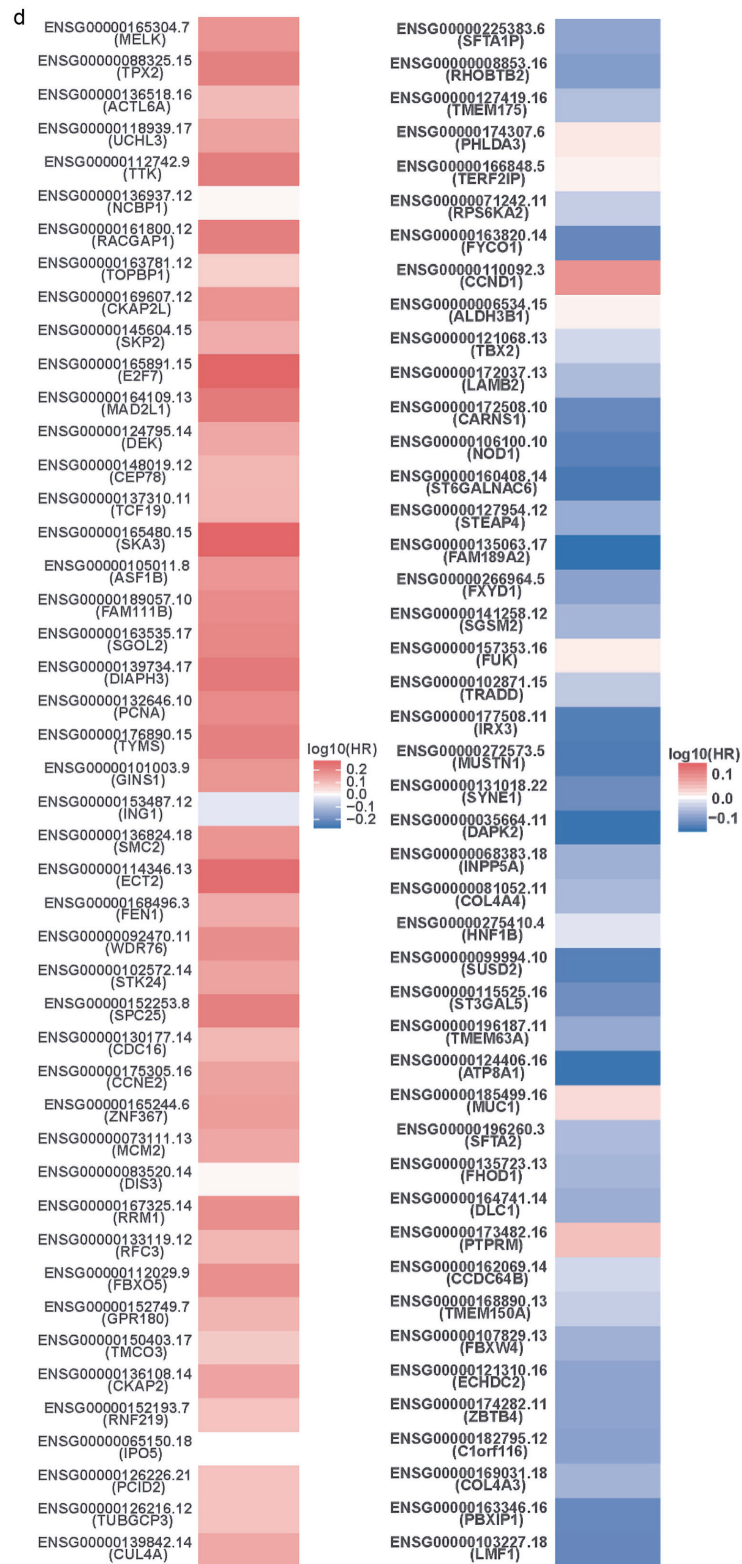 d
ENSG00000165304.7
(MELK)
ENSG00000088325.15
(TPX2)
ENSG00000136518.16
(ACTL6A)
ENSG00000118939.17
(UCHL3)
ENSG00000112742.9
(TTK)
ENSG00000136937.12
(NCBP1)
ENSG00000161800.12
(RACGAP1)
ENSG00000163781.12
(TOPBP1)
ENSG00000169607.12
(CKAP2L)
ENSG00000145604.15
(SKP2)
ENSG00000165891.15
(E2F7)
ENSG00000164109.13
(MAD2L1)
ENSG00000124795.14
(DEK)
ENSG00000148019.12
(CEP78)
ENSG00000137310.11
(TCF19)
ENSG00000165480.15
(SKA3)
ENSG00000105011.8
(ASF1B)
ENSG00000189057.10
(FAM111B)
ENSG00000163535.17
(SGOL2)
ENSG00000139734.17
(DIAPH3)
ENSG00000132646.10
(PCNA)
ENSG00000176890.15
(TYMS)
ENSG00000101003.9
(GINS1)
ENSG00000153487.12
(ING1)
ENSG00000136824.18
(SMC2)
ENSG00000114346.13
(ECT2)
ENSG00000168496.3
(FEN1)
ENSG00000092470.11
(WDR76)
ENSG00000102572.14
(STK24)
ENSG00000152253.8
(SPC25)
ENSG00000130177.14
(CDC16)
ENSG00000175305.16
(CCNE2)
ENSG00000165244.6
(ZNF367)
ENSG00000073111.13
(MCM2)
ENSG00000083520.14
(DIS3)
ENSG00000167325.14
(RRM1)
ENSG00000133119.12
(RFC3)
ENSG00000112029.9
(FBXO5)
ENSG00000152749.7
(GPR180)
ENSG00000150403.17
(TMCO3)
ENSG00000136108.14
(CKAP2)
ENSG00000152193.7
(RNF219)
ENSG00000065150.18
(IPO5)
ENSG00000126226.21
(PCID2)
ENSG00000126216.12
(TUBGCP3)
ENSG00000139842.14
(CUL4A)
log10(HR)
0.2
0.1
0.0
−0.1
−0.2
ENSG00000225383.6
(SFTA1P)
ENSG00000008853.16
(RHOBTB2)
ENSG00000127419.16
(TMEM175)
ENSG00000174307.6
(PHLDA3)
ENSG00000166848.5
(TERF2IP)
ENSG00000071242.11
(RPS6KA2)
ENSG00000163820.14
(FYCO1)
ENSG00000110092.3
(CCND1)
ENSG00000006534.15
(ALDH3B1)
ENSG00000121068.13
(TBX2)
ENSG00000172037.13
(LAMB2)
ENSG00000172508.10
(CARNS1)
ENSG00000106100.10
(NOD1)
ENSG00000160408.14
(ST6GALNAC6)
ENSG00000127954.12
(STEAP4)
ENSG00000135063.17
(FAM189A2)
ENSG00000266964.5
(FXYD1)
ENSG00000141258.12
(SGSM2)
ENSG00000157353.16
(FUK)
ENSG00000102871.15
(TRADD)
ENSG00000177508.11
(IRX3)
ENSG00000272573.5
(MUSTN1)
ENSG00000131018.22
(SYNE1)
ENSG00000035664.11
(DAPK2)
ENSG00000068383.18
(INPP5A)
ENSG00000081052.11
(COL4A4)
ENSG00000275410.4
(HNF1B)
ENSG00000099994.10
(SUSD2)
ENSG00000115525.16
(ST3GAL5)
ENSG00000196187.11
(TMEM63A)
ENSG00000124406.16
(ATP8A1)
ENSG00000185499.16
(MUC1)
ENSG00000196260.3
(SFTA2)
ENSG00000135723.13
(FHOD1)
ENSG00000164741.14
(DLC1)
ENSG00000173482.16
(PTPRM)
ENSG00000162069.14
(CCDC64B)
ENSG00000168890.13
(TMEM150A)
ENSG00000107829.13
(FBXW4)
ENSG00000121310.16
(ECHDC2)
ENSG00000174282.11
(ZBTB4)
ENSG00000182795.12
(C1orf116)
ENSG00000169031.18
(COL4A3)
ENSG00000163346.16
(PBXIP1)
ENSG00000103227.18
(LMF1)
log10(HR)
0.1
0.0
−0.1